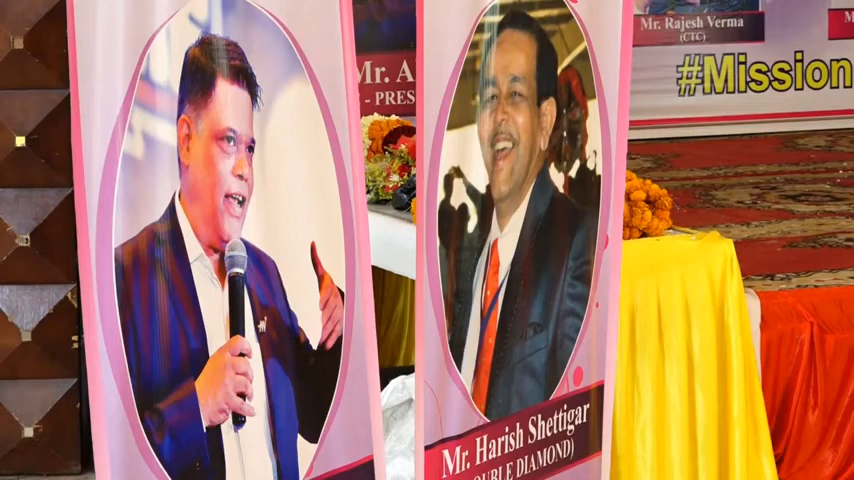 Mr. Rajesh Verma
(CTC)
#Mission
Mr. A
- PRES
Mr. Harish Shettigar
OUBLE DIAMOND)